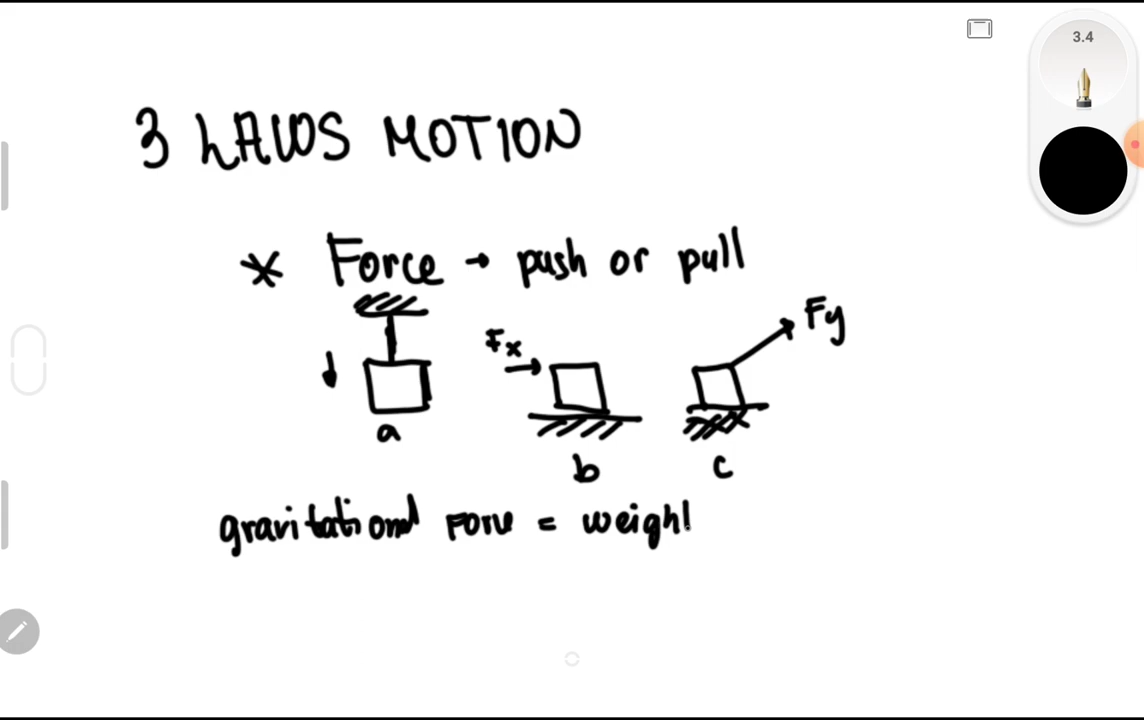 3.4
3 LAWS MOTION
* Force → push or pull
Fx
Fy
a
b
c
gravitational Force = weight